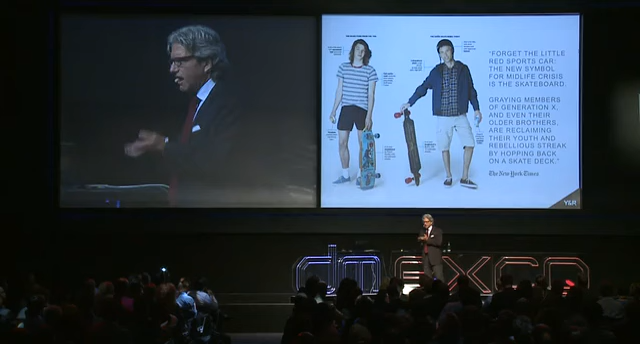 "FORGET THE LITTLE
RED SPORTS CAR:
THE NEW SYMBOL
FOR MIDLIFE CRISIS
IS THE SKATEBOARD.
GRAYING MEMBERS
OF GENERATION X,
AND EVEN THEIR
OLDER BROTHERS,
ARE RECLAIMING
THEIR YOUTH AND
REBELLIOUS STREAK
BY HOPPING BACK
ON A SKATE DECK."
The New York Times
Y&R
dmexco